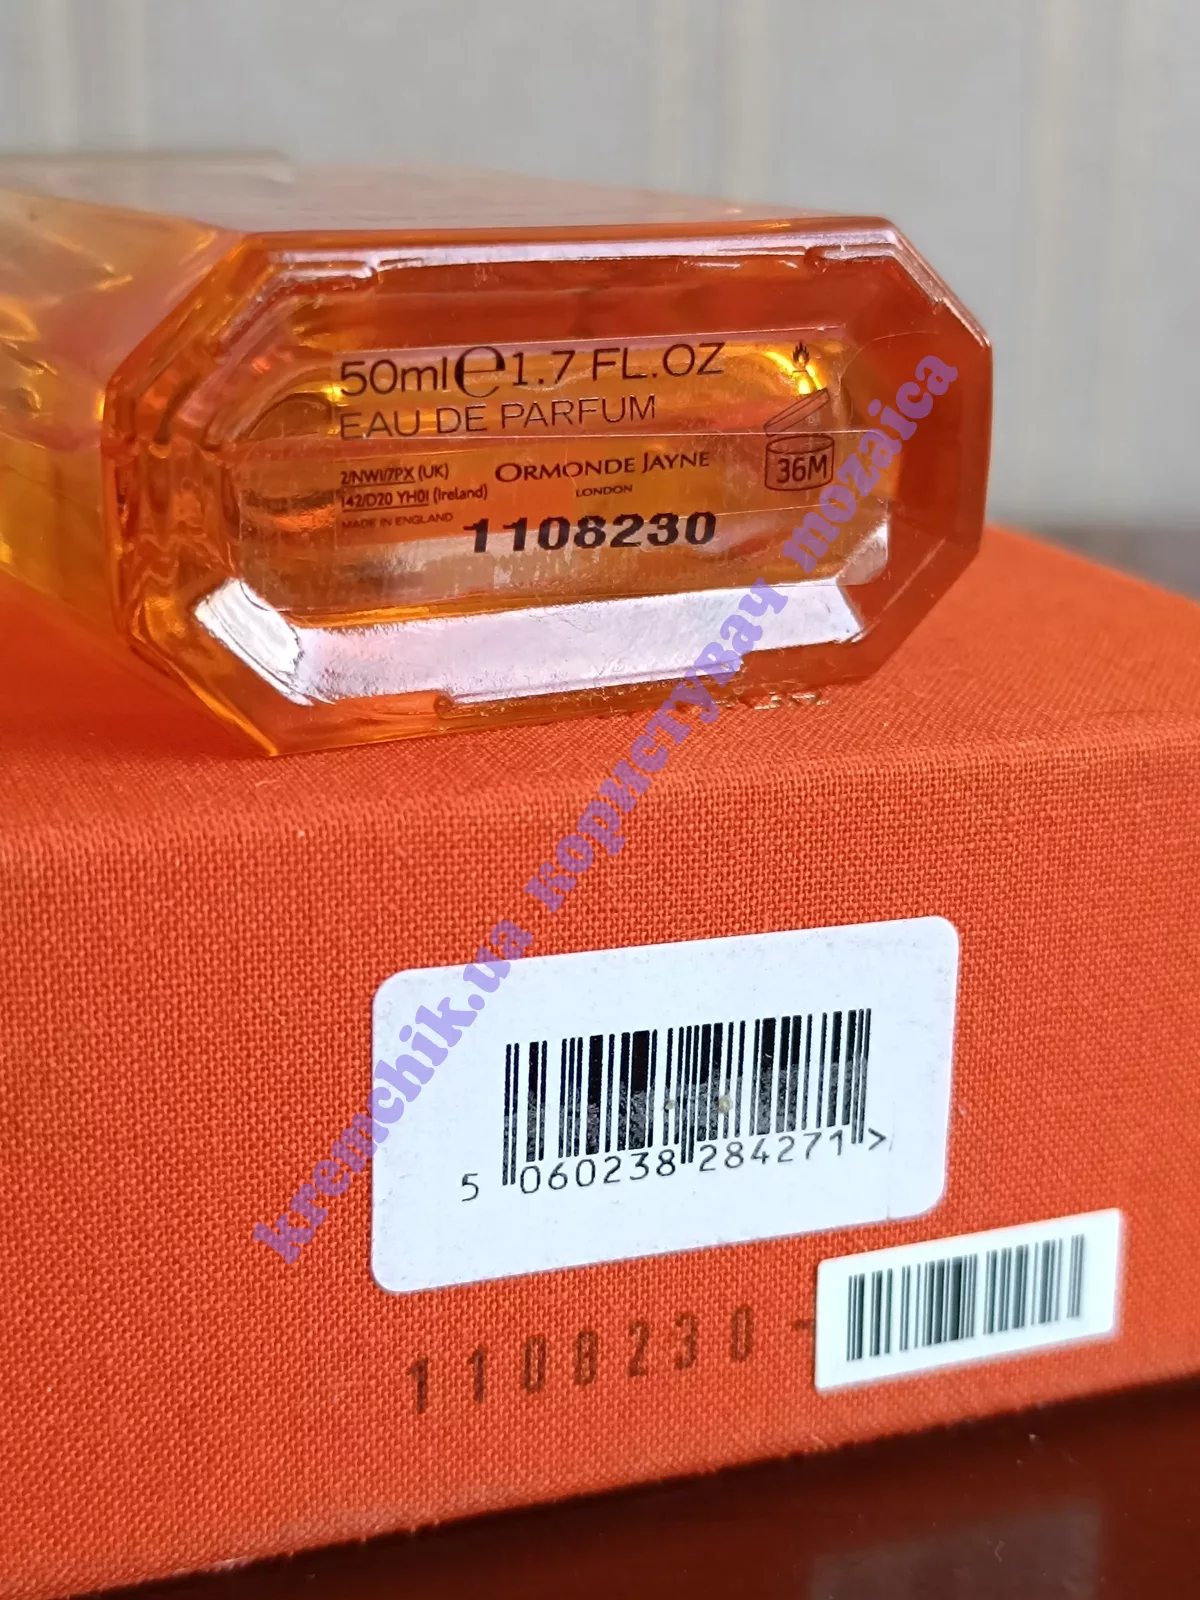 50ml ℮ 1.7 FL.OZ
EAU DE PARFUM
2/NW1/7PX (UK)
142/D20 YH01 (Ireland)
MADE IN ENGLAND
ORMONDE JAYNE
LONDON
1108230
36M
kremchik.ua користувач mozaica
5 060238 284271 >
1108230 -